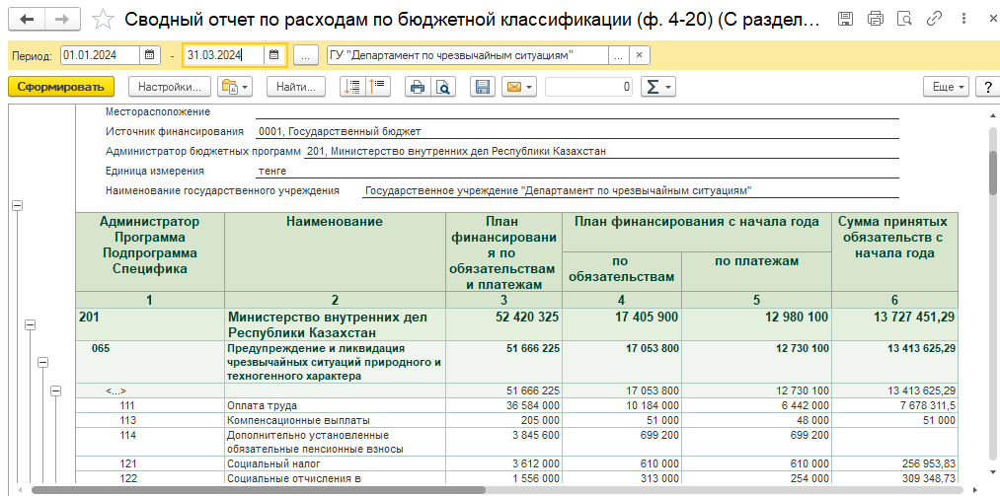 Сводный отчет по расходам по бюджетной классификации (ф. 4-20) (С раздел...
Период: 01.01.2024 - 31.03.2024 ... ГУ "Департамент по чрезвычайным ситуациям" ... ×
Сформировать Настройки... Найти... 0 Σ Еще ?
Месторасположение
Источник финансирования 0001, Государственный бюджет
Администратор бюджетных программ 201, Министерство внутренних дел Республики Казахстан
Единица измерения тенге
Наименование государственного учреждения Государственное учреждение "Департамент по чрезвычайным ситуациям"
Администратор Наименование План План финансирования с начала года Сумма принятых
Программа финансировани обязательств с
Подпрограмма я по по по платежам начала года
Специфика обязательствам обязательствам
и платежам
1 2 3 4 5 6
201 Министерство внутренних дел 52 420 325 17 405 900 12 980 100 13 727 451,29
Республики Казахстан
065 Предупреждение и ликвидация 51 666 225 17 053 800 12 730 100 13 413 625,29
чрезвычайных ситуаций природного и
техногенного характера
<...> 51 666 225 17 053 800 12 730 100 13 413 625,29
111 Оплата труда 36 584 000 10 184 000 6 442 000 7 678 311,5
113 Компенсационные выплаты 205 000 51 000 48 000 51 000
114 Дополнительно установленные 3 845 600 699 200 699 200
обязательные пенсионные взносы
121 Социальный налог 3 612 000 610 000 610 000 256 953,83
122 Социальные отчисления в 1 556 000 313 000 254 000 309 348,73